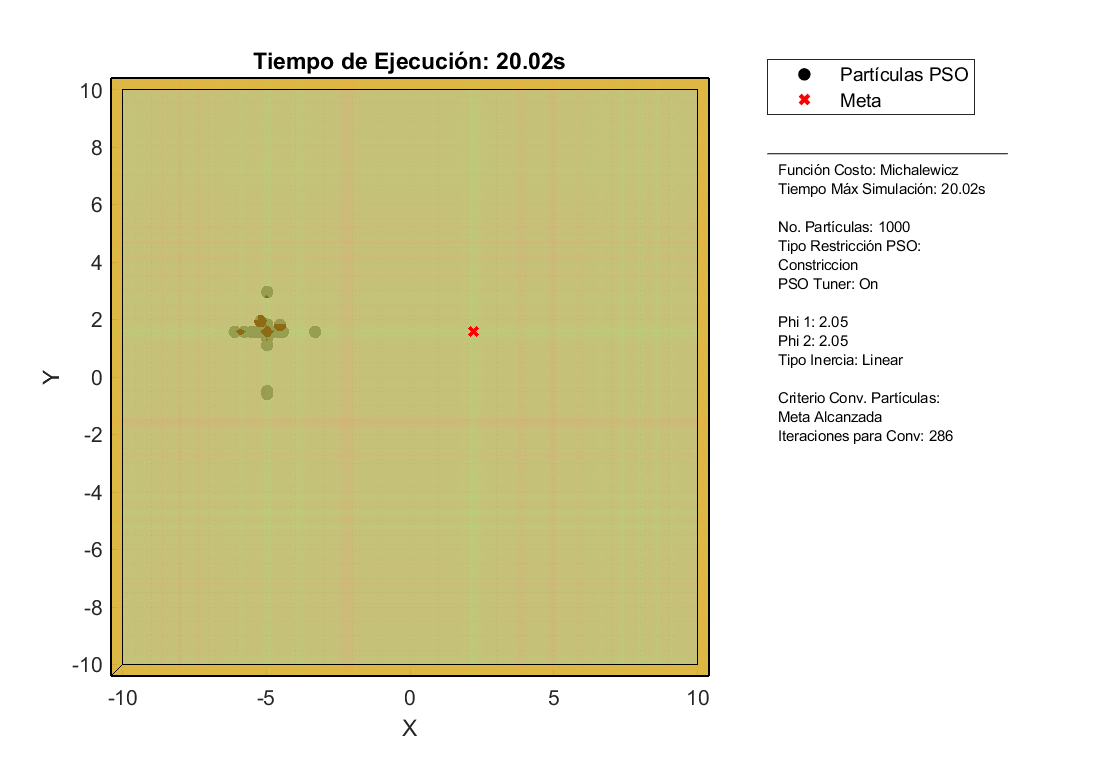 Tiempo de Ejecución: 20.02s
10
8
6
4
2
0
-2
-4
-6
-8
-10
Y
-10
-5
0
5
10
X
Partículas PSO
Meta
Función Costo: Michalewicz
Tiempo Máx Simulación: 20.02s
No. Partículas: 1000
Tipo Restricción PSO:
Constriccion
PSO Tuner: On
Phi 1: 2.05
Phi 2: 2.05
Tipo Inercia: Linear
Criterio Conv. Partículas:
Meta Alcanzada
Iteraciones para Conv: 286